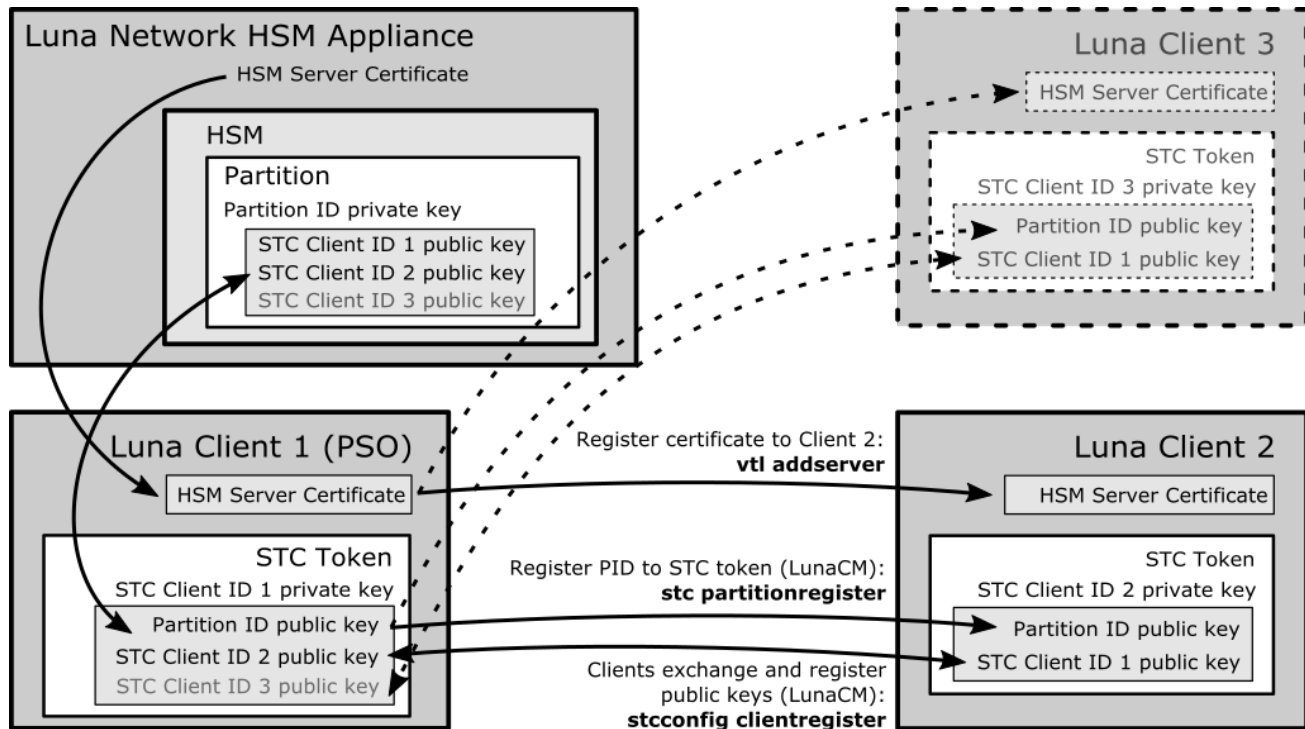 Luna Network HSM Appliance
HSM Server Certificate
HSM
Partition
Partition ID private key
STC Client ID 1 public key
STC Client ID 2 public key
STC Client ID 3 public key
Luna Client 3
HSM Server Certificate
STC Token
STC Client ID 3 private key
Partition ID public key
STC Client ID 1 public key
Luna Client 1 (PSO)
HSM Server Certificate
STC Token
STC Client ID 1 private key
Partition ID public key
STC Client ID 2 public key
STC Client ID 3 public key
Register certificate to Client 2:
vtl addserver
Register PID to STC token (LunaCM):
stc partitionregister
Clients exchange and register
public keys (LunaCM):
stcconfig clientregister
Luna Client 2
HSM Server Certificate
STC Token
STC Client ID 2 private key
Partition ID public key
STC Client ID 1 public key